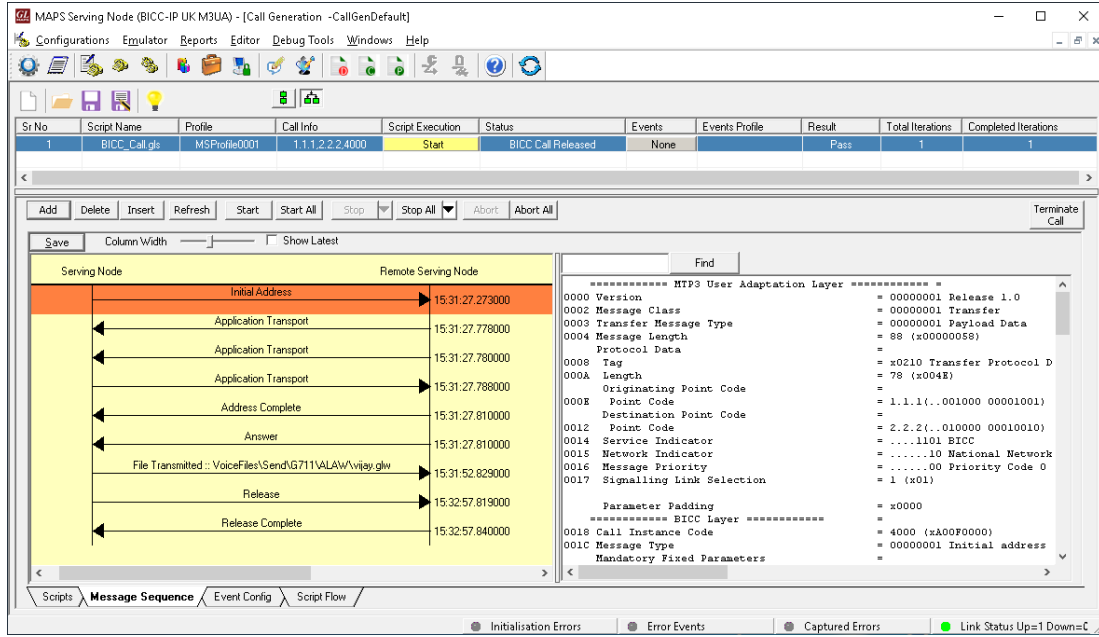 GL MAPS Serving Node (BICC-IP UK M3UA) - [Call Generation -CallGenDefault]
Configurations Emulator Reports Editor Debug Tools Windows Help
Sr No Script Name Profile Call Info Script Execution Status Events Events Profile Result Total Iterations Completed Iterations
1 BICC_Call.gls MSProfile0001 1.1.1,2.2.2,4000 Start BICC Call Released None Pass 1 1
Add Delete Insert Refresh Start Start All Stop Stop All Abort Abort All Terminate Call
Save Column Width Show Latest
Serving Node Remote Serving Node
Initial Address
15:31:27.273000
Application Transport
15:31:27.778000
Application Transport
15:31:27.780000
Application Transport
15:31:27.788000
Address Complete
15:31:27.810000
Answer
15:31:27.810000
File Transmitted :: VoiceFiles\Send\G711\ALAW\vijay.glw
15:31:52.829000
Release
15:32:57.819000
Release Complete
15:32:57.840000
Find
============ MTP3 User Adaptation Layer ============ =
0000 Version = 00000001 Release 1.0
0002 Message Class = 00000001 Transfer
0003 Transfer Message Type = 00000001 Payload Data
0004 Message Length = 88 (x00000058)
Protocol Data =
0008 Tag = x0210 Transfer Protocol D
000A Length = 78 (x004E)
Originating Point Code =
000E Point Code = 1.1.1(..001000 00001001)
Destination Point Code =
0012 Point Code = 2.2.2(..010000 00010010)
0014 Service Indicator = ....1101 BICC
0015 Network Indicator = ......10 National Network
0016 Message Priority = ......00 Priority Code 0
0017 Signalling Link Selection = 1 (x01)
Parameter Padding = x0000
============ BICC Layer ============ =
0018 Call Instance Code = 4000 (xA00F0000)
001C Message Type = 00000001 Initial address
Mandatory Fixed Parameters =
Scripts Message Sequence Event Config Script Flow
Initialisation Errors Error Events Captured Errors Link Status Up=1 Down=0